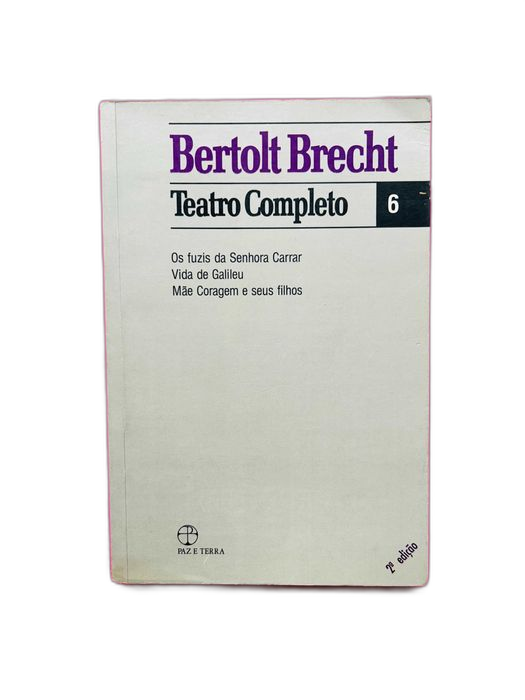 Bertolt Brecht
Teatro Completo 6
Os fuzis da Senhora Carrar
Vida de Galileu
Mãe Coragem e seus filhos
PAZ E TERRA
2ª edição